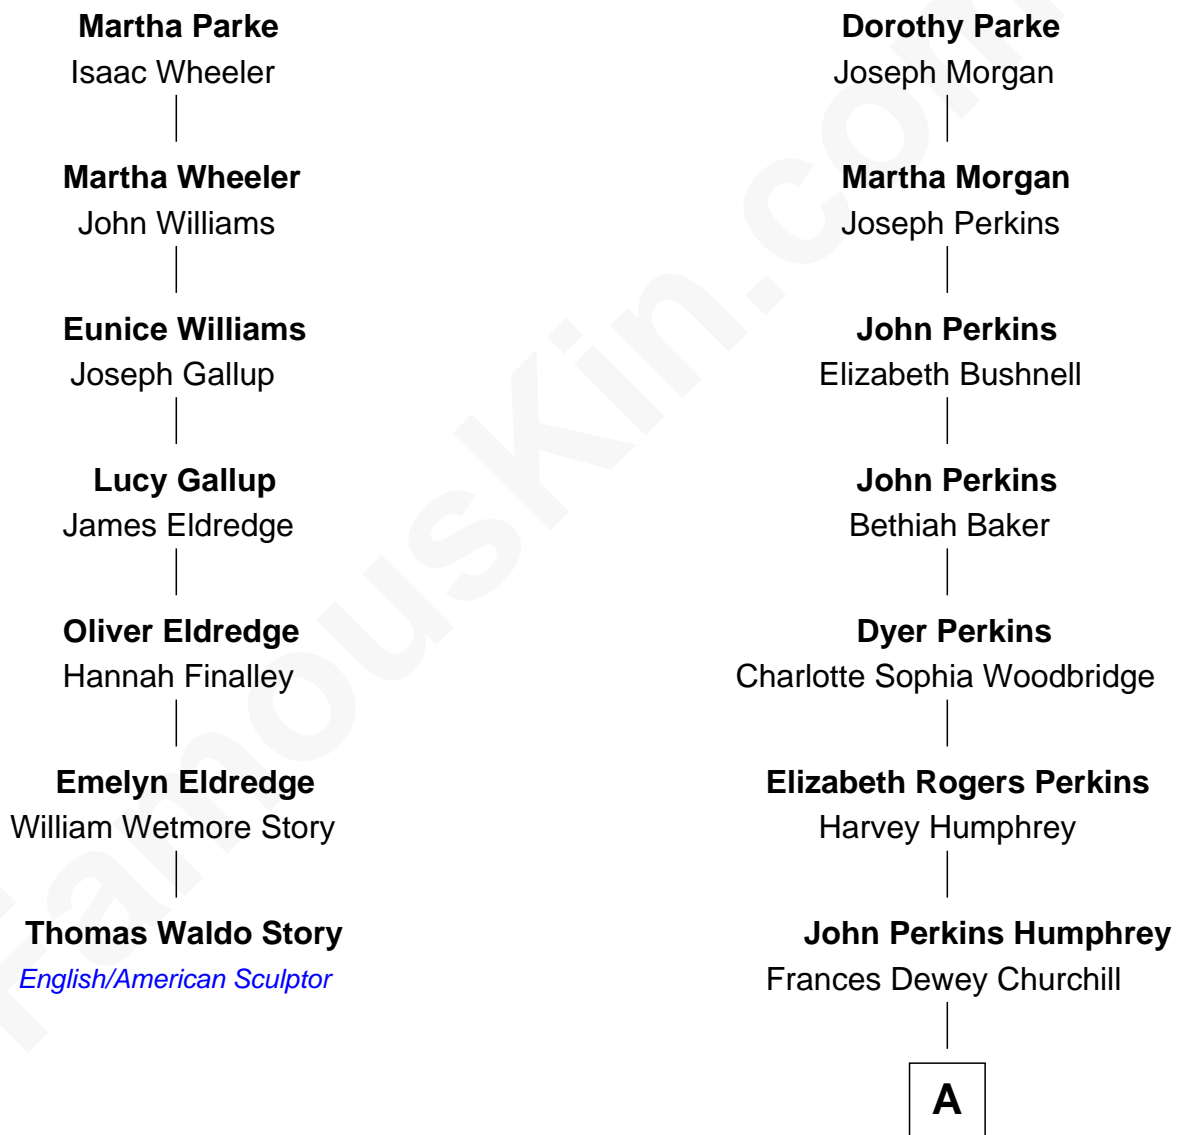 Martha Parke
Isaac Wheeler
Martha Wheeler
John Williams
Eunice Williams
Joseph Gallup
Lucy Gallup
James Eldredge
Oliver Eldredge
Hannah Finalley
Emelyn Eldredge
William Wetmore Story
Thomas Waldo Story
English/American Sculptor
Dorothy Parke
Joseph Morgan
Martha Morgan
Joseph Perkins
John Perkins
Elizabeth Bushnell
John Perkins
Bethiah Baker
Dyer Perkins
Charlotte Sophia Woodbridge
Elizabeth Rogers Perkins
Harvey Humphrey
John Perkins Humphrey
Frances Dewey Churchill
A
FamousKin.com